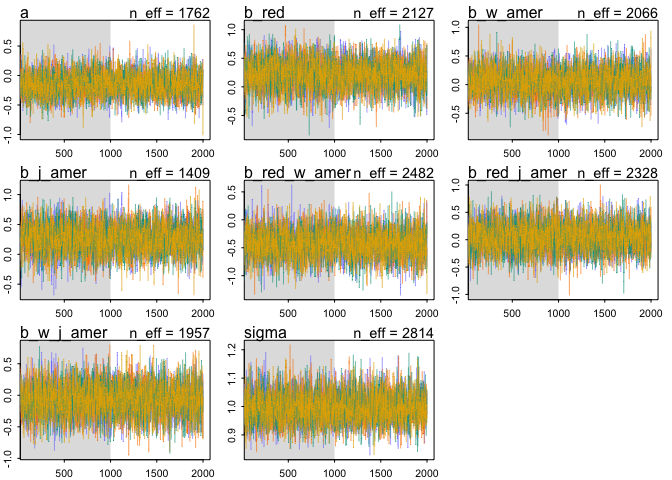 a n_eff = 1762
b_red n_eff = 2127
b_w_amer n_eff = 2066
-1.0 -0.5 0.0 0.5
-0.5 0.0 0.5 1.0
-0.5 0.0 0.5 1.0
500 1000 1500 2000
500 1000 1500 2000
500 1000 1500 2000
b_j_amer n_eff = 1409
b_red_w_amer n_eff = 2482
b_red_j_amer n_eff = 2328
-0.5 0.0 0.5 1.0
-1.0 -0.5 0.0 0.5
-1.0 -0.5 0.0 0.5 1.0
500 1000 1500 2000
500 1000 1500 2000
500 1000 1500 2000
b_w_j_amer n_eff = 1957
sigma n_eff = 2814
-1.0 -0.5 0.0 0.5
0.9 1.0 1.1 1.2
500 1000 1500 2000
500 1000 1500 2000